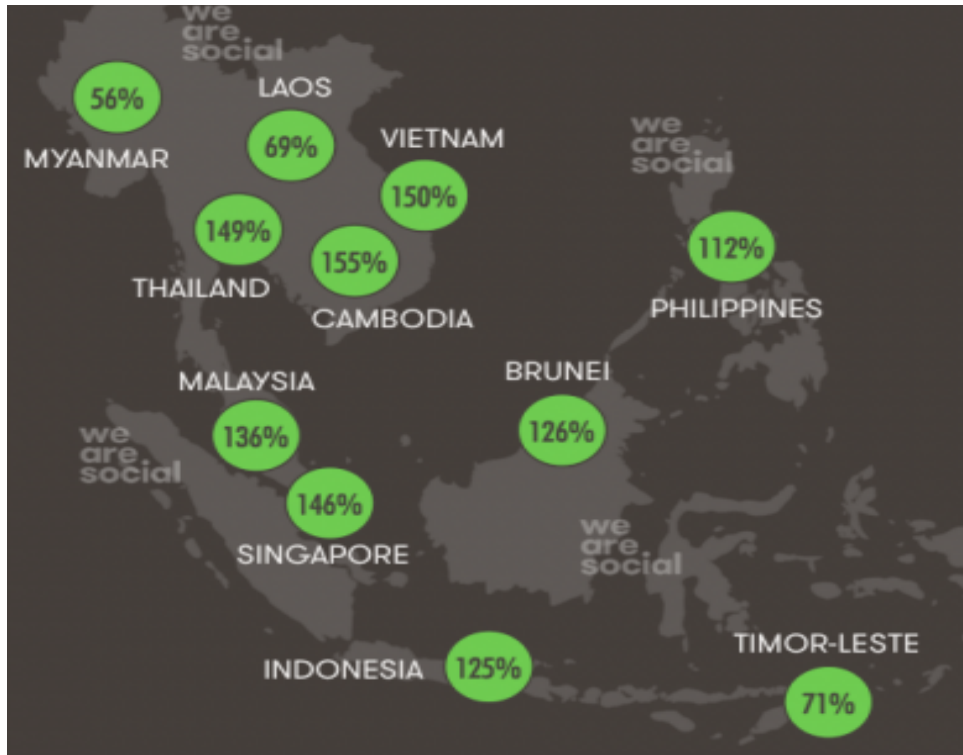 we
are
social
56%
MYANMAR
LAOS
69%
VIETNAM
150%
we
are
social
149%
THAILAND
155%
CAMBODIA
112%
PHILIPPINES
MALAYSIA
136%
BRUNEI
126%
we
are
social
146%
SINGAPORE
we
are
social
INDONESIA
125%
TIMOR-LESTE
71%